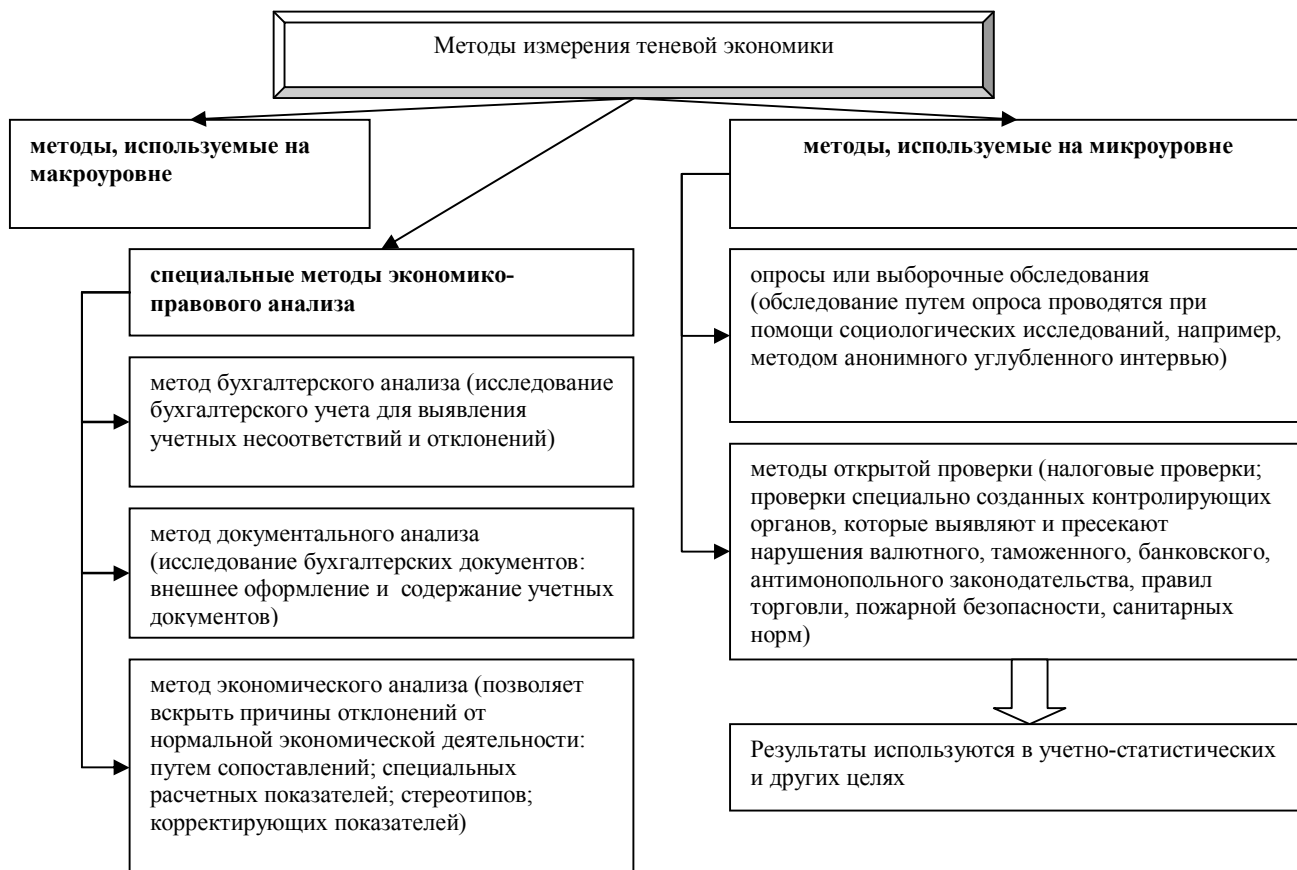 Методы измерения теневой экономики
методы, используемые на
макроуровне
методы, используемые на микроуровне
специальные методы экономико-
правового анализа
метод бухгалтерского анализа (исследование
бухгалтерского учета для выявления
учетных несоответствий и отклонений)
метод документального анализа
(исследование бухгалтерских документов:
внешнее оформление и содержание учетных
документов)
метод экономического анализа (позволяет
вскрыть причины отклонений от
нормальной экономической деятельности:
путем сопоставлений; специальных
расчетных показателей; стереотипов;
корректирующих показателей)
опросы или выборочные обследования
(обследование путем опроса проводятся при
помощи социологических исследований, например,
методом анонимного углубленного интервью)
методы открытой проверки (налоговые проверки;
проверки специально созданных контролирующих
органов, которые выявляют и пресекают
нарушения валютного, таможенного, банковского,
антимонопольного законодательства, правил
торговли, пожарной безопасности, санитарных
норм)
Результаты используются в учетно-статистических
и других целях